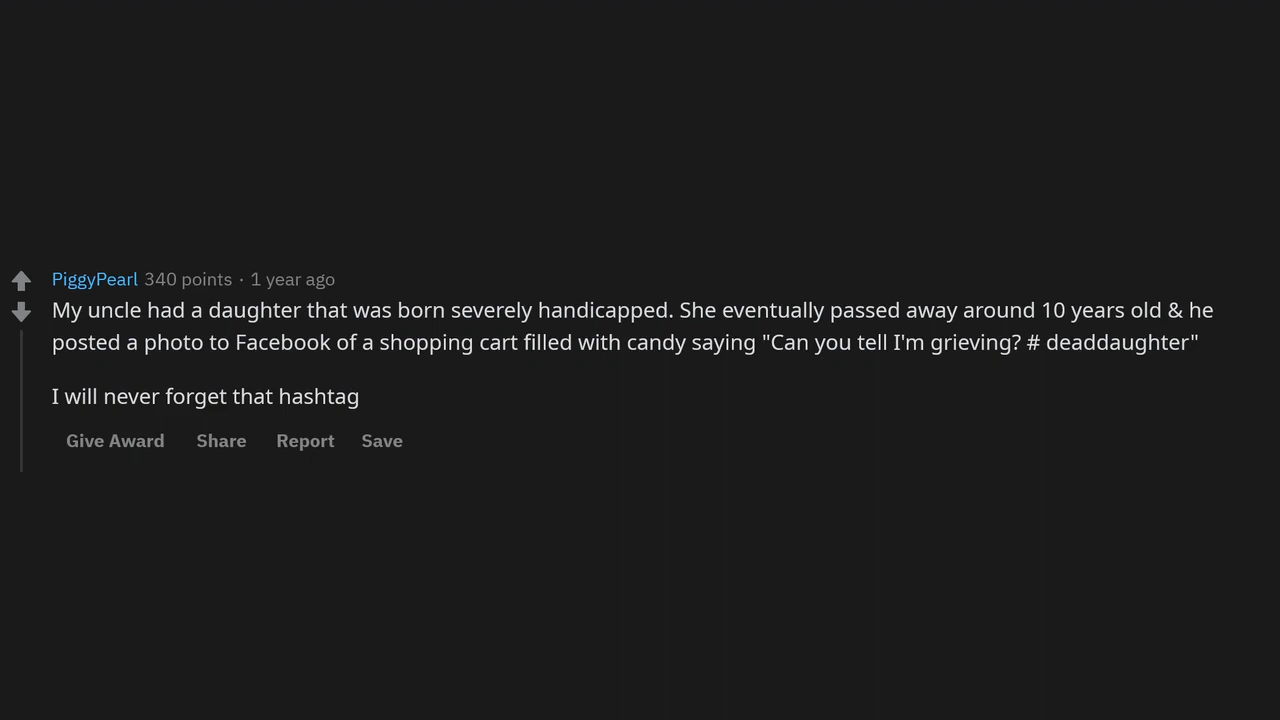 PiggyPearl 340 points · 1 year ago
My uncle had a daughter that was born severely handicapped. She eventually passed away around 10 years old & he
posted a photo to Facebook of a shopping cart filled with candy saying "Can you tell I'm grieving? # deaddaughter"
I will never forget that hashtag
Give Award Share Report Save